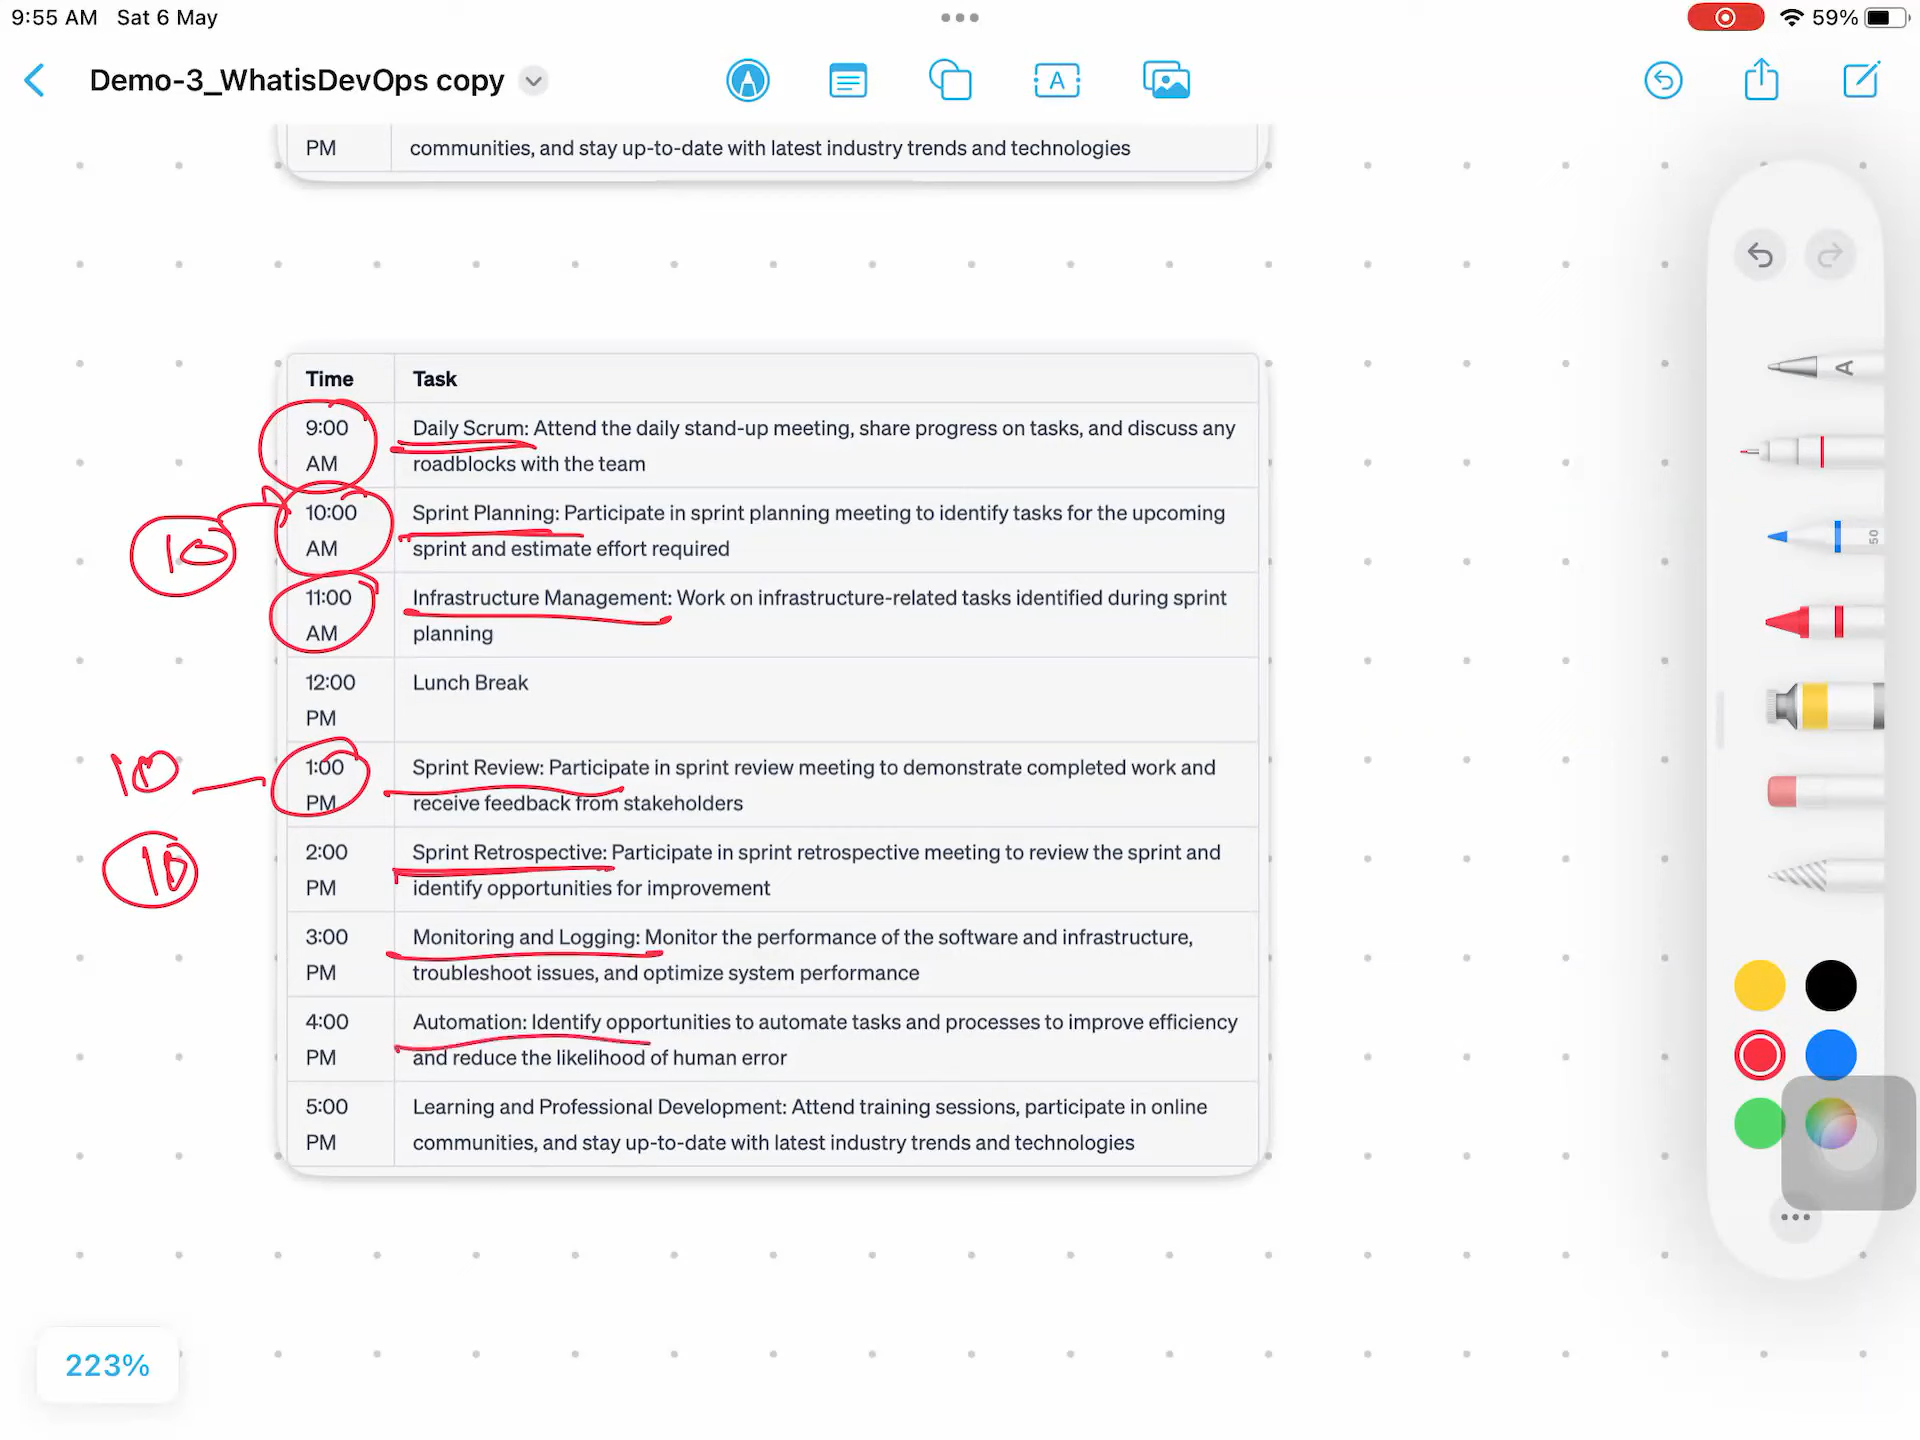 9:55 AM Sat 6 May
59%
Demo-3_WhatisDevOps copy
A
PM communities, and stay up-to-date with latest industry trends and technologies
Time Task
9:00 Daily Scrum: Attend the daily stand-up meeting, share progress on tasks, and discuss any
AM roadblocks with the team
10:00 Sprint Planning: Participate in sprint planning meeting to identify tasks for the upcoming
10 AM sprint and estimate effort required
11:00 Infrastructure Management: Work on infrastructure-related tasks identified during sprint
AM planning
12:00 Lunch Break
PM
10 1:00 Sprint Review: Participate in sprint review meeting to demonstrate completed work and
PM receive feedback from stakeholders
10 2:00 Sprint Retrospective: Participate in sprint retrospective meeting to review the sprint and
PM identify opportunities for improvement
3:00 Monitoring and Logging: Monitor the performance of the software and infrastructure,
PM troubleshoot issues, and optimize system performance
4:00 Automation: Identify opportunities to automate tasks and processes to improve efficiency
PM and reduce the likelihood of human error
5:00 Learning and Professional Development: Attend training sessions, participate in online
PM communities, and stay up-to-date with latest industry trends and technologies
A
50
223%